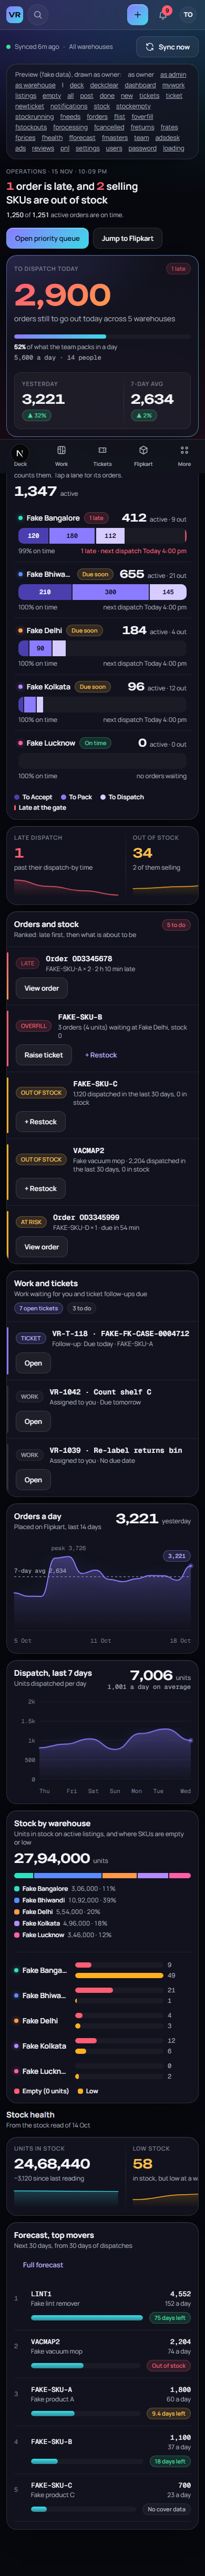 VR
+
9
TO
Synced 6m ago · All warehouses
Sync now
Preview (fake data), drawn as owner: as owner as admin
as warehouse | deck deckclear dashboard mywork
listings empty all post done new tickets ticket
newticket notifications stock stockempty
stockrunning fneeds forders flist foverfill
fstockouts fprocessing fcancelled freturns frates
fprices fhealth fforecast fmasters team adsdesk
ads reviews pnl settings users password loading
OPERATIONS · 15 NOV · 10:09 PM
1 order is late, and 2 selling
SKUs are out of stock
1,250 of 1,251 active orders are on time.
Open priority queue
Jump to Flipkart
TO DISPATCH TODAY
1 late
2,900
orders still to go out today across 5 warehouses
52% of what the team packs in a day
5,600 a day · 14 people
YESTERDAY
3,221
▲ 32%
7-DAY AVG
2,634
▲ 2%
N
Deck
Work
Tickets
Flipkart
More
counts them. Tap a lane for its orders.
1,347 active
Fake Bangalore
1 late
412 active · 9 out
120
180
112
99% on time
1 late · next dispatch Today 4:00 pm
Fake Bhiwa...
Due soon
655 active · 21 out
210
300
145
100% on time
next dispatch Today 4:00 pm
Fake Delhi
Due soon
184 active · 4 out
90
100% on time
next dispatch Today 4:00 pm
Fake Kolkata
Due soon
96 active · 12 out
100% on time
next dispatch Today 4:00 pm
Fake Lucknow
On time
0 active · 0 out
100% on time
no orders waiting
To Accept
To Pack
To Dispatch
Late at the gate
LATE DISPATCH
1
past their dispatch-by time
OUT OF STOCK
34
2 of them selling
Orders and stock
Ranked: late first, then what is about to be
5 to do
LATE
Order OD3345678
FAKE-SKU-A × 2 · 2 h 10 min late
View order
OVERFILL
FAKE-SKU-B
3 orders (4 units) waiting at Fake Delhi, stock
0
Raise ticket
+ Restock
OUT OF STOCK
FAKE-SKU-C
1,120 dispatched in the last 30 days, 0 in
stock
+ Restock
OUT OF STOCK
VACMAP2
Fake vacuum mop · 2,204 dispatched in
the last 30 days, 0 in stock
+ Restock
AT RISK
Order OD3345999
FAKE-SKU-D × 1 · due in 54 min
View order
Work and tickets
Work waiting for you and ticket follow-ups due
7 open tickets
3 to do
TICKET
VR-T-118 · FAKE-FK-CASE-0004712
Follow-up: Due today · FAKE-SKU-A
Open
WORK
VR-1042 · Count shelf C
Assigned to you · Due tomorrow
Open
WORK
VR-1039 · Re-label returns bin
Assigned to you · No due date
Open
Orders a day
Placed on Flipkart, last 14 days
3,221 yesterday
peak 3,726
3,221
7-day avg 2,634
5 Oct
11 Oct
18 Oct
Dispatch, last 7 days
Units dispatched per day
7,006 units
1,001 a day on average
2k
1.5k
1k
500
0
Thu
Fri
Sat
Sun
Mon
Tue
Wed
Stock by warehouse
Units in stock on active listings, and where SKUs are empty
or low
27,94,000 units
Fake Bangalore 3,06,000 · 11%
Fake Bhiwandi 10,92,000 · 39%
Fake Delhi 5,54,000 · 20%
Fake Kolkata 4,96,000 · 18%
Fake Lucknow 3,46,000 · 12%
Fake Banga...
9
49
Fake Bhiwa...
21
1
Fake Delhi
4
3
Fake Kolkata
12
6
Fake Luckn...
0
2
Empty (0 units)
Low
Stock health
From the stock read of 14 Oct
UNITS IN STOCK
24,68,440
−3,120 since last reading
LOW STOCK
58
in stock, but low at a w
Forecast, top movers
Next 30 days, from 30 days of dispatches
Full forecast
1
LINT1
4,552
Fake lint remover
152 a day
75 days left
2
VACMAP2
2,204
Fake vacuum mop
74 a day
Out of stock
3
FAKE-SKU-A
1,800
Fake product A
60 a day
9.4 days left
4
FAKE-SKU-B
1,100
37 a day
18 days left
5
FAKE-SKU-C
700
Fake product C
23 a day
No cover data